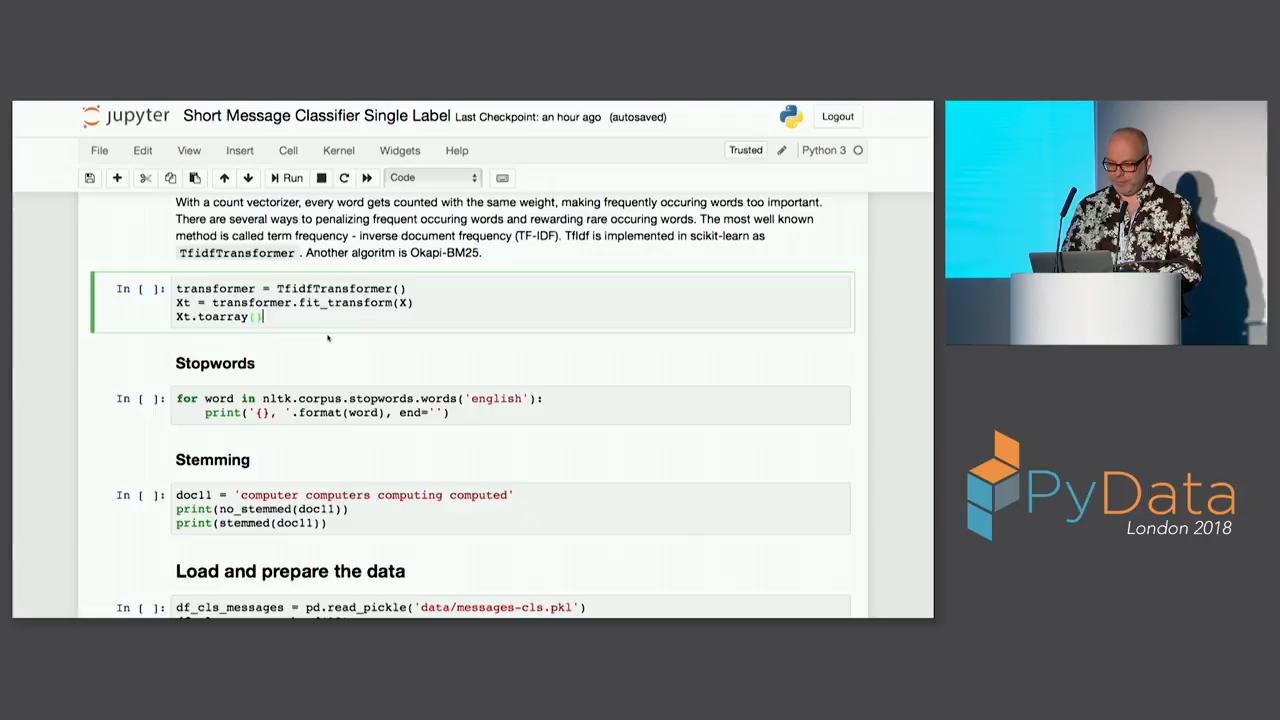 jupyter Short Message Classifier Single Label Last Checkpoint: an hour ago (autosaved) Logout
File Edit View Insert Cell Kernel Widgets Help Trusted Python 3
Run Code
With a count vectorizer, every word gets counted with the same weight, making frequently occuring words too important.
There are several ways to penalizing frequent occuring words and rewarding rare occuring words. The most well known
method is called term frequency - inverse document frequency (TF-IDF). TfIdf is implemented in scikit-learn as
TfidfTransformer . Another algoritm is Okapi-BM25.
In [ ]: transformer = TfidfTransformer()
Xt = transformer.fit_transform(X)
Xt.toarray()
Stopwords
In [ ]: for word in nltk.corpus.stopwords.words('english'):
print('{}, '.format(word), end='')
Stemming
In [ ]: doc11 = 'computer computers computing computed'
print(no_stemmed(doc11))
print(stemmed(doc11))
Load and prepare the data
In [ ]: df_cls_messages = pd.read_pickle('data/messages-cls.pkl')
PyData
London 2018